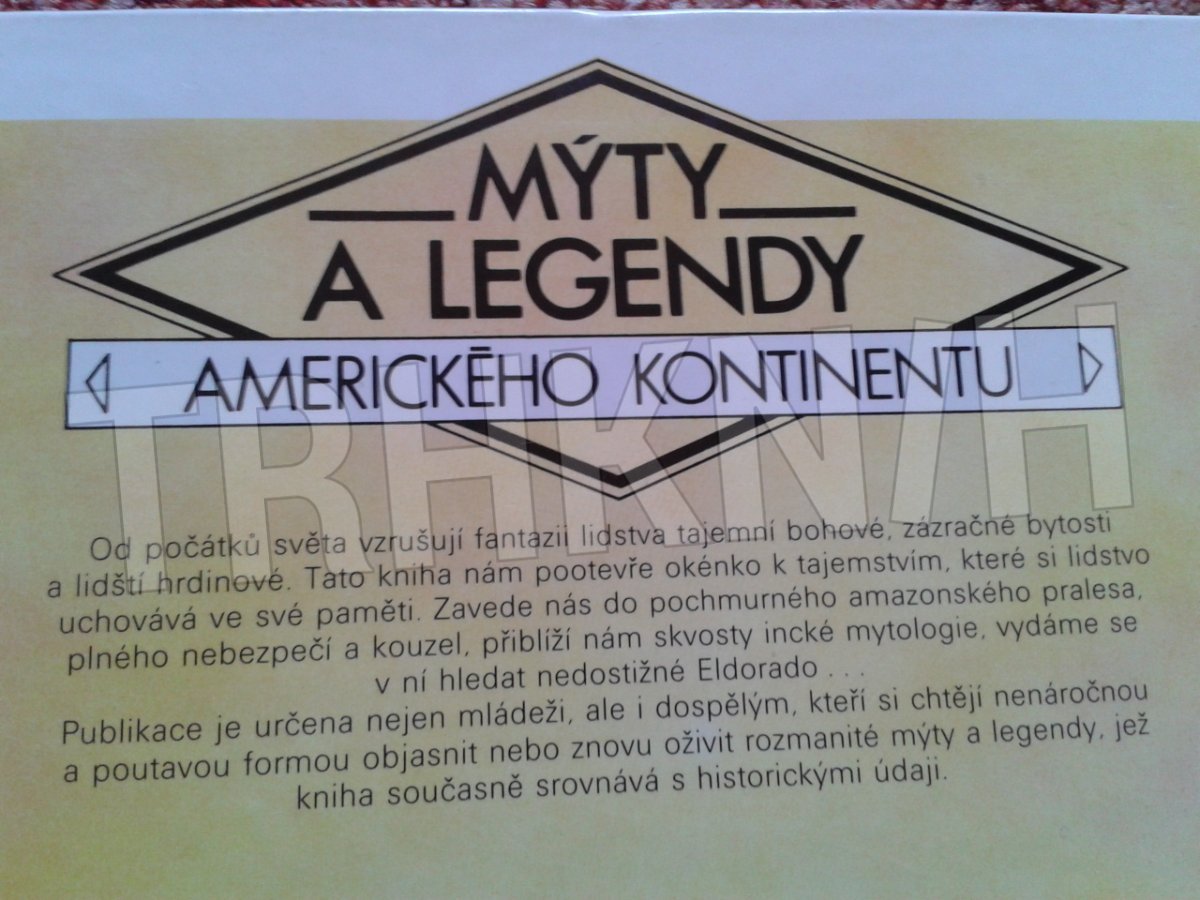 MÝTY
A LEGENDY
AMERICKÉHO KONTINENTU
TRHKNIH
Od počátků světa vzrušují fantazii lidstva tajemní bohové, zázračné bytosti
a lidští hrdinové. Tato kniha nám pootevře okénko k tajemstvím, které si lidstvo
uchovává ve své paměti. Zavede nás do pochmurného amazonského pralesa,
plného nebezpečí a kouzel, přiblíží nám skvosty incké mytologie, vydáme se
v ní hledat nedostižné Eldorado . . .
Publikace je určena nejen mládeži, ale i dospělým, kteří si chtějí nenáročnou
a poutavou formou objasnit nebo znovu oživit rozmanité mýty a legendy, jež
kniha současně srovnává s historickými údaji.